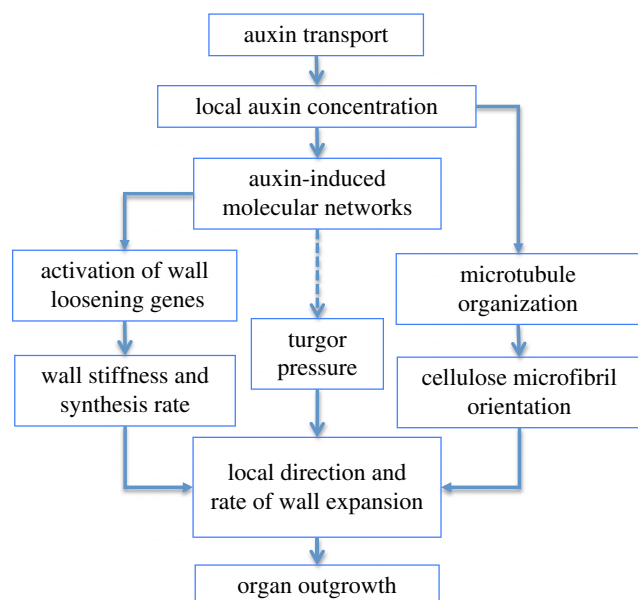 auxin transport
local auxin concentration
auxin-induced
molecular networks
activation of wall
loosening genes
microtubule
organization
turgor
pressure
wall stiffness and
synthesis rate
cellulose microfibril
orientation
local direction and
rate of wall expansion
organ outgrowth